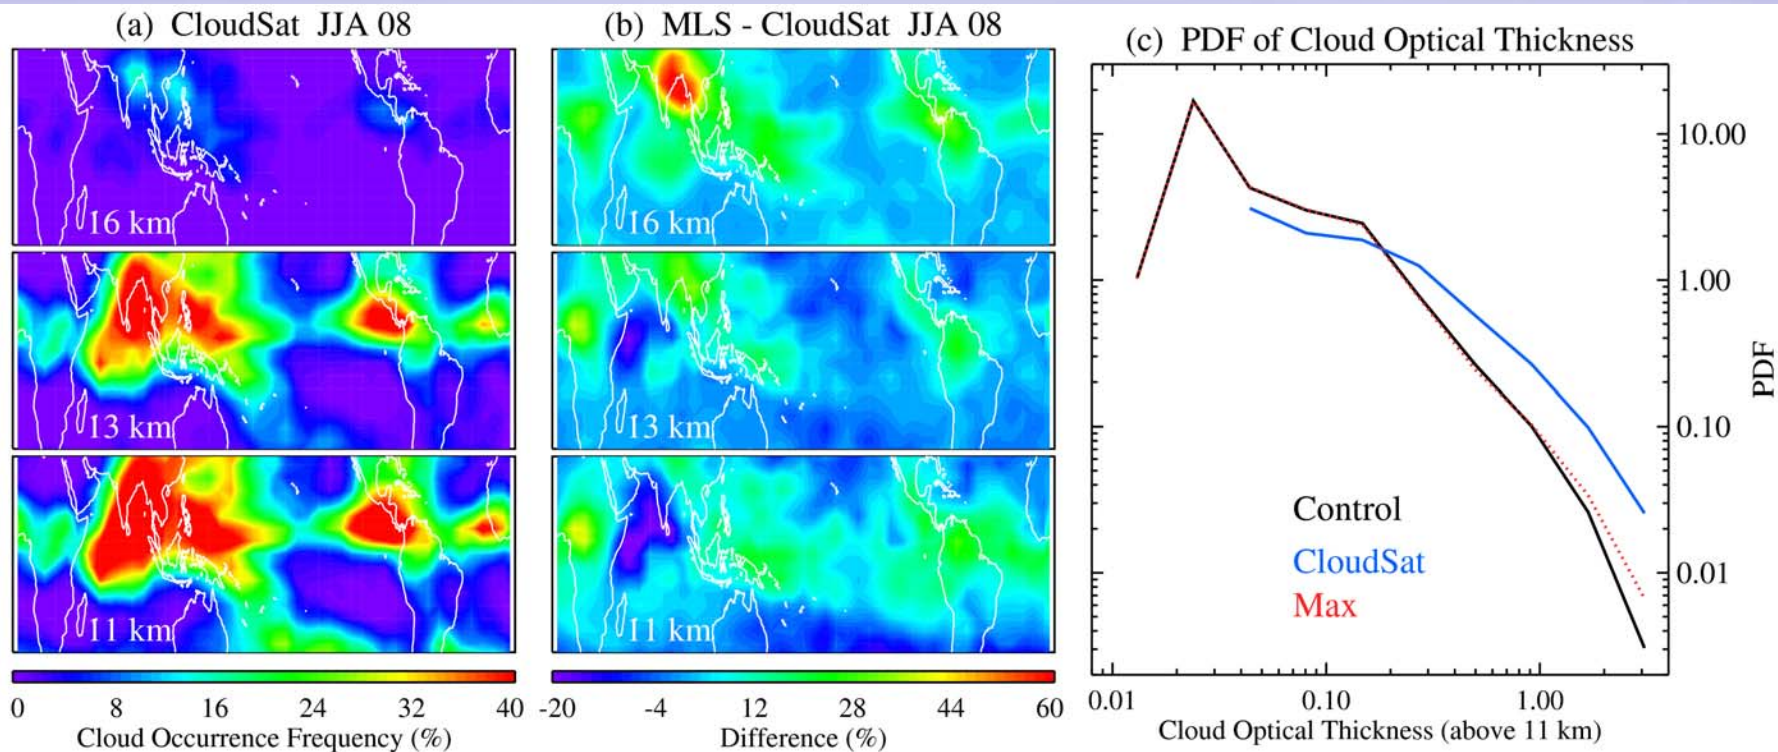 (a) CloudSat JJA 08
16 km
13 km
11 km
0 8 16 24 32 40
Cloud Occurrence Frequency (%)
(b) MLS - CloudSat JJA 08
16 km
13 km
11 km
-20 -4 12 28 44 60
Difference (%)
(c) PDF of Cloud Optical Thickness
10.00
1.00
0.10
0.01
PDF
Control
CloudSat
Max
0.01 0.10 1.00
Cloud Optical Thickness (above 11 km)